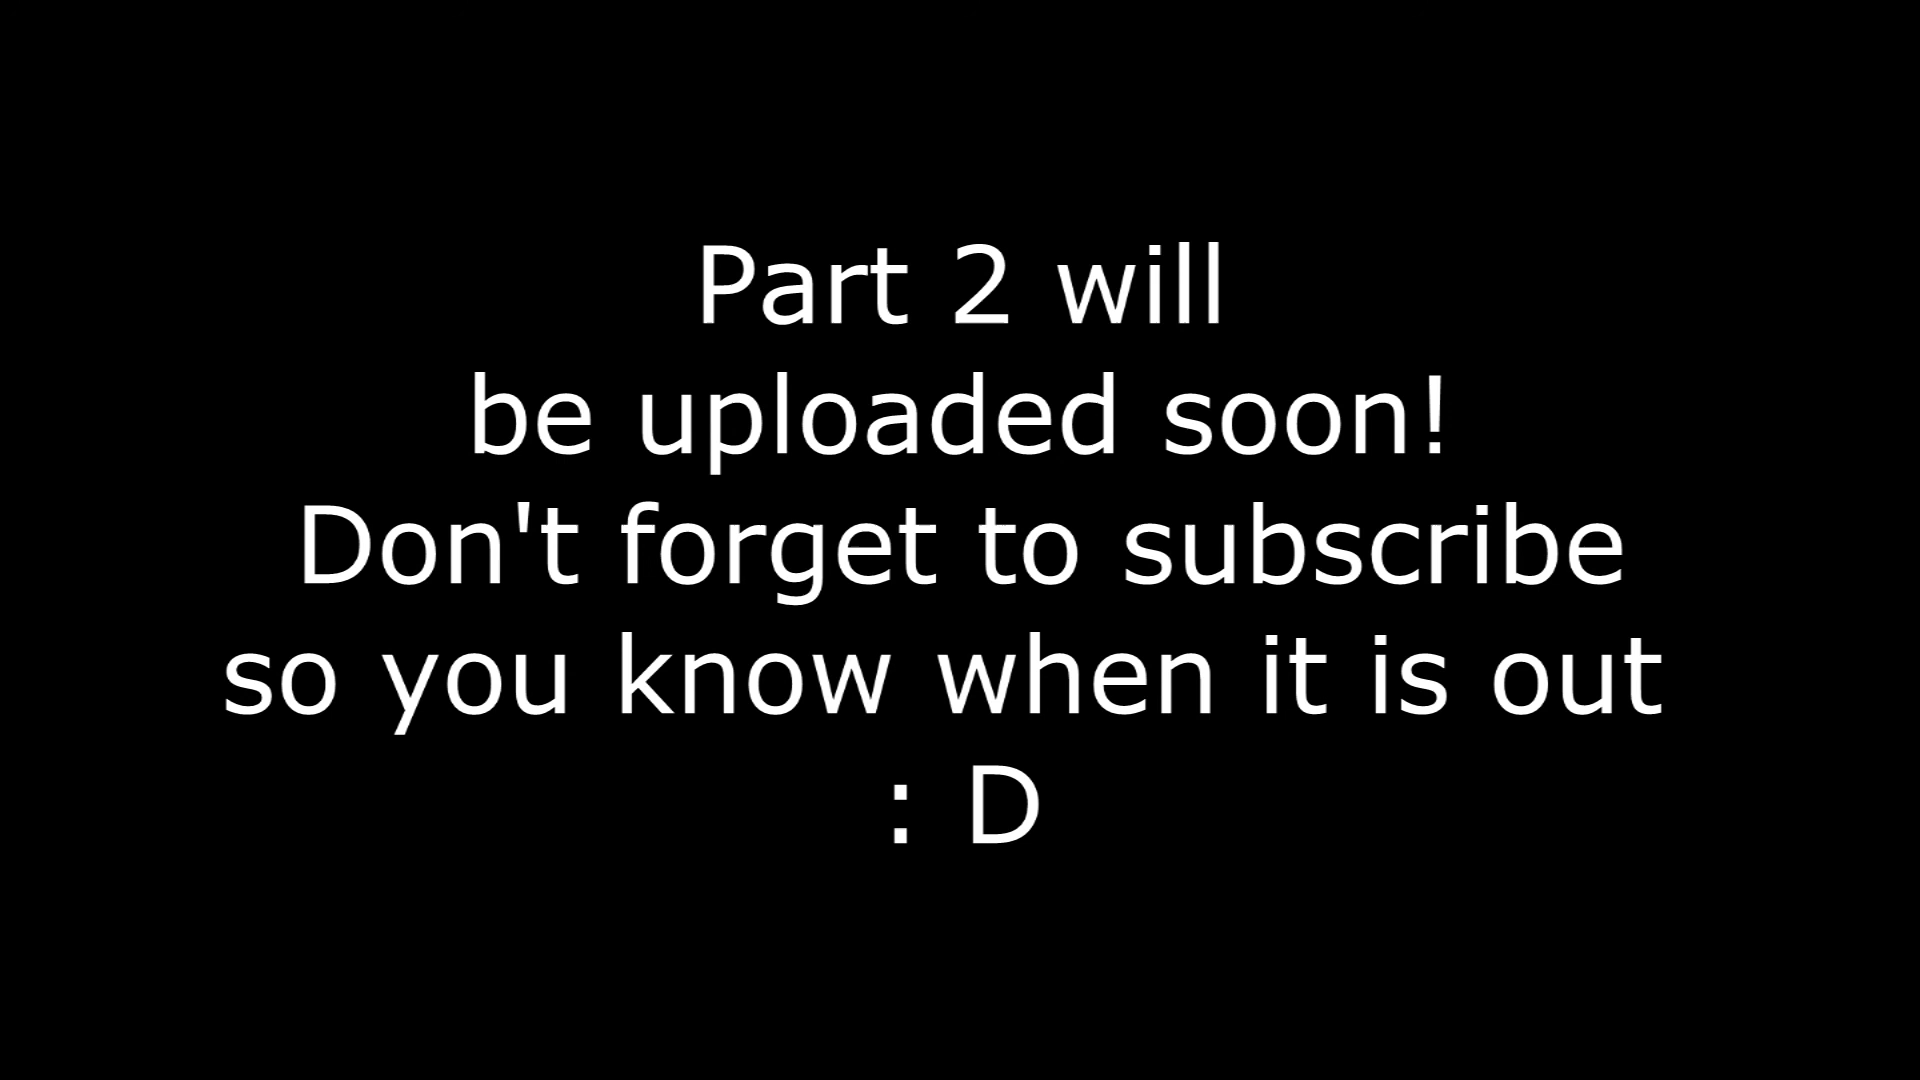 Part 2 will
be uploaded soon!
Don't forget to subscribe
so you know when it is out
: D